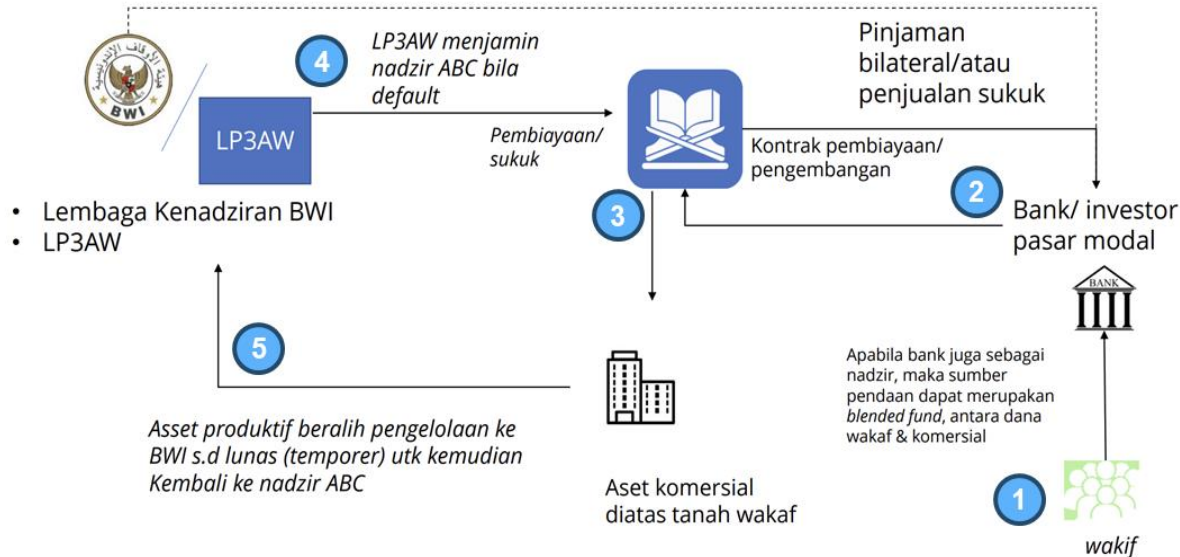 هيئة الأوقاف الإندونيسية
BWI
4
LP3AW menjamin
nadzir ABC bila
default
Pinjaman
bilateral/atau
penjualan sukuk
LP3AW
Pembiayaan/
sukuk
Kontrak pembiayaan/
pengembangan
2
3
• Lembaga Kenadziran BWI
• LP3AW
Bank/ investor
pasar modal
BANK
5
Apabila bank juga sebagai
nadzir, maka sumber
pendaan dapat merupakan
blended fund, antara dana
wakaf & komersial
Asset produktif beralih pengelolaan ke
BWI s.d lunas (temporer) utk kemudian
Kembali ke nadzir ABC
Aset komersial
diatas tanah wakaf
1
wakif